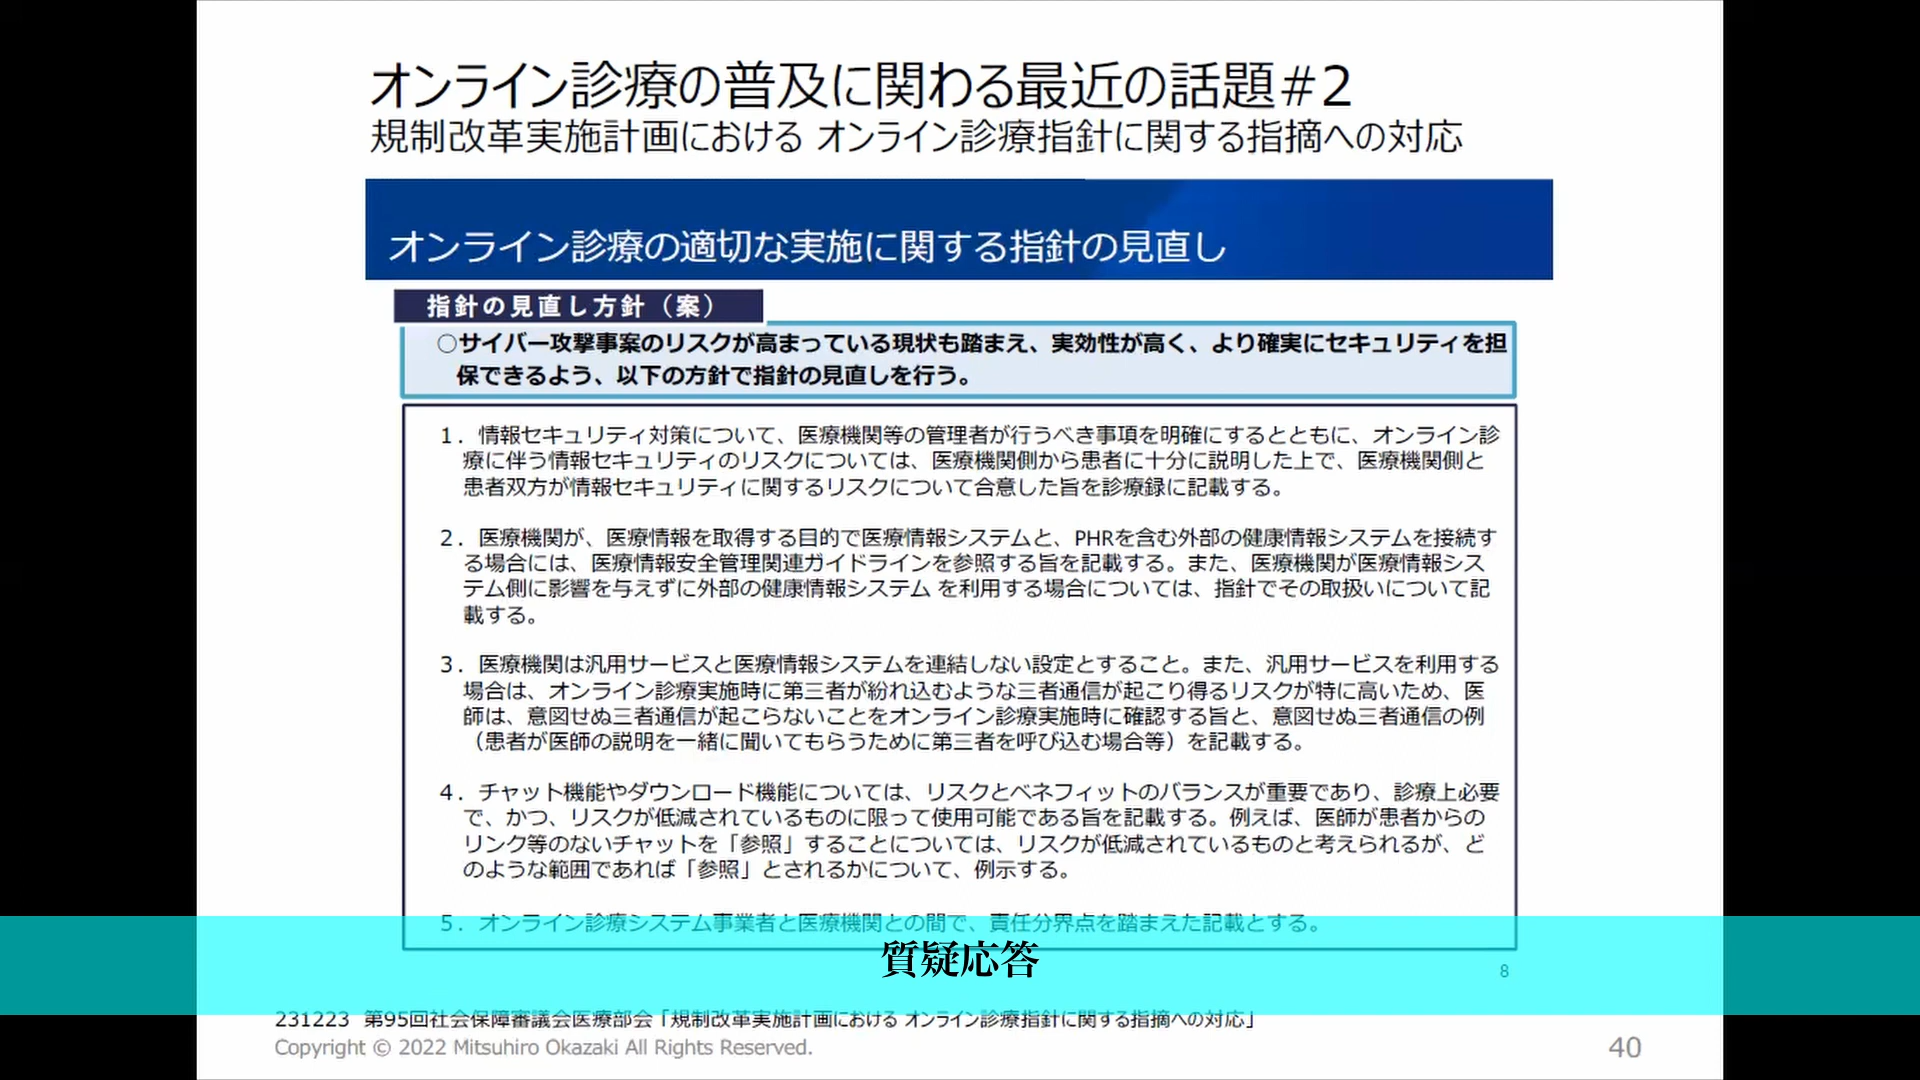 オンライン診療の普及に関わる最近の話題#2
規制改革実施計画における オンライン診療指針に関する指摘への対応
オンライン診療の適切な実施に関する指針の見直し
指針の見直し方針（案）
○サイバー攻撃事案のリスクが高まっている現状も踏まえ、実効性が高く、より確実にセキュリティを担
保できるよう、以下の方針で指針の見直しを行う。
１．情報セキュリティ対策について、医療機関等の管理者が行うべき事項を明確にするとともに、オンライン診
療に伴う情報セキュリティのリスクについては、医療機関側から患者に十分に説明した上で、医療機関側と
患者双方が情報セキュリティに関するリスクについて合意した旨を診療録に記載する。
２．医療機関が、医療情報を取得する目的で医療情報システムと、PHRを含む外部の健康情報システムを接続す
る場合には、医療情報安全管理関連ガイドラインを参照する旨を記載する。また、医療機関が医療情報シス
テム側に影響を与えずに外部の健康情報システム を利用する場合については、指針でその取扱いについて記
載する。
３．医療機関は汎用サービスと医療情報システムを連結しない設定とすること。また、汎用サービスを利用する
場合は、オンライン診療実施時に第三者が紛れ込むような三者通信が起こり得るリスクが特に高いため、医
師は、意図せぬ三者通信が起こらないことをオンライン診療実施時に確認する旨と、意図せぬ三者通信の例
（患者が医師の説明を一緒に聞いてもらうために第三者を呼び込む場合等）を記載する。
４．チャット機能やダウンロード機能については、リスクとベネフィットのバランスが重要であり、診療上必要
で、かつ、リスクが低減されているものに限って使用可能である旨を記載する。例えば、医師が患者からの
リンク等のないチャットを「参照」することについては、リスクが低減されているものと考えられるが、ど
のような範囲であれば「参照」とされるかについて、例示する。
５．オンライン診療システム事業者と医療機関との間で、責任分界点を踏まえた記載とする。
質疑応答
8
231223 第95回社会保障審議会医療部会「規制改革実施計画における オンライン診療指針に関する指摘への対応」
Copyright © 2022 Mitsuhiro Okazaki All Rights Reserved.
40